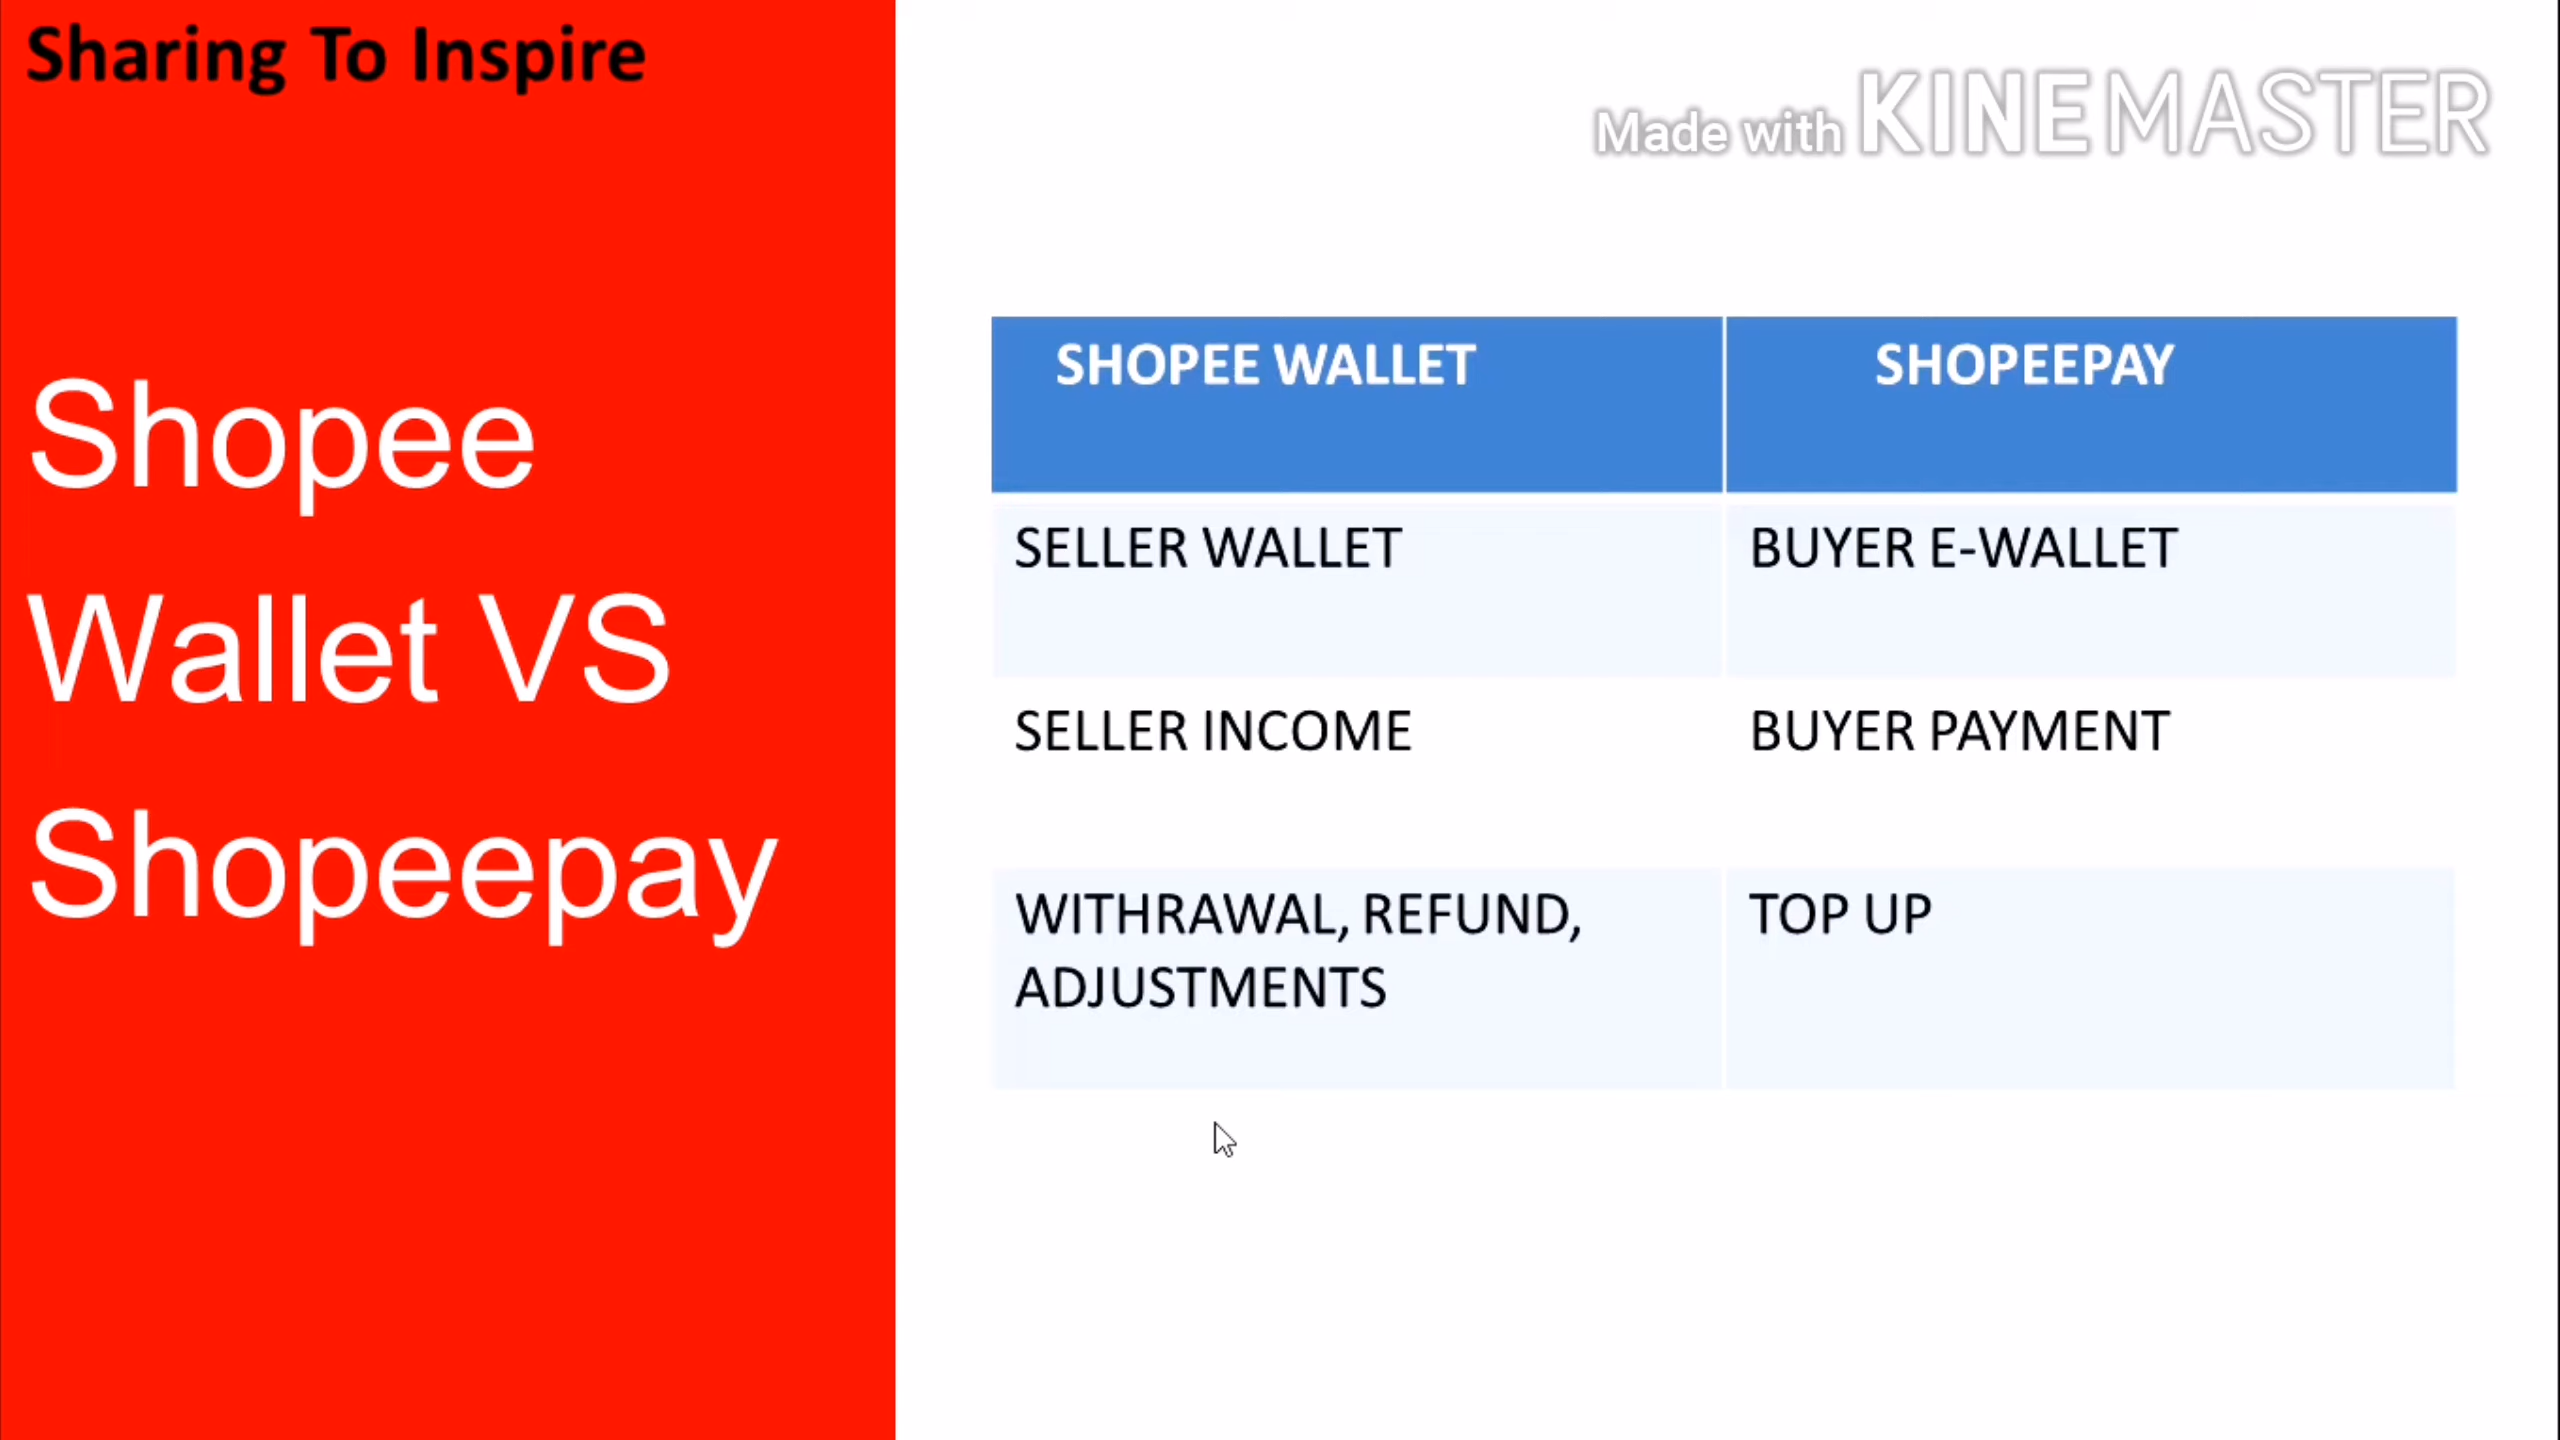 Sharing To Inspire
Made with KINEMASTER
Shopee
Wallet VS
Shopeepay
SHOPEE WALLET
SHOPEEPAY
SELLER WALLET
BUYER E-WALLET
SELLER INCOME
BUYER PAYMENT
WITHRAWAL, REFUND,
ADJUSTMENTS
TOP UP